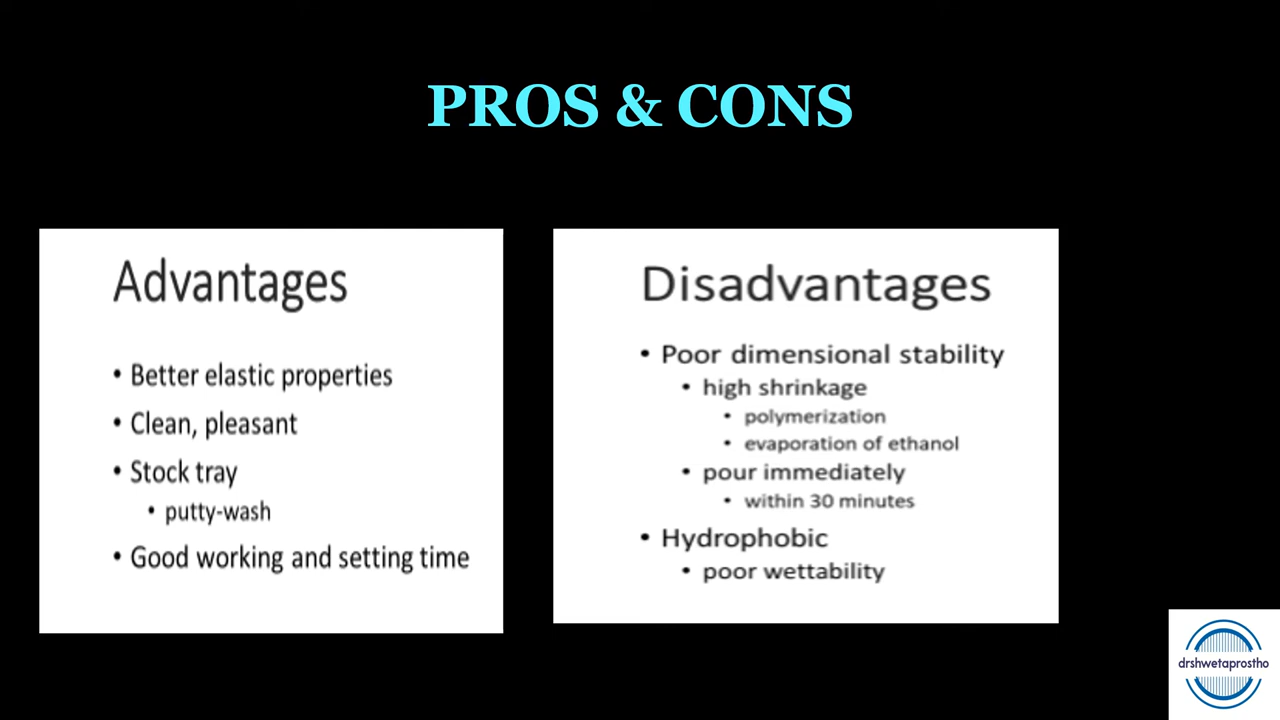 PROS & CONS
Advantages
• Better elastic properties
• Clean, pleasant
• Stock tray
• putty-wash
• Good working and setting time
Disadvantages
• Poor dimensional stability
• high shrinkage
• polymerization
• evaporation of ethanol
• pour immediately
• within 30 minutes
• Hydrophobic
• poor wettability
drshwetaprostho